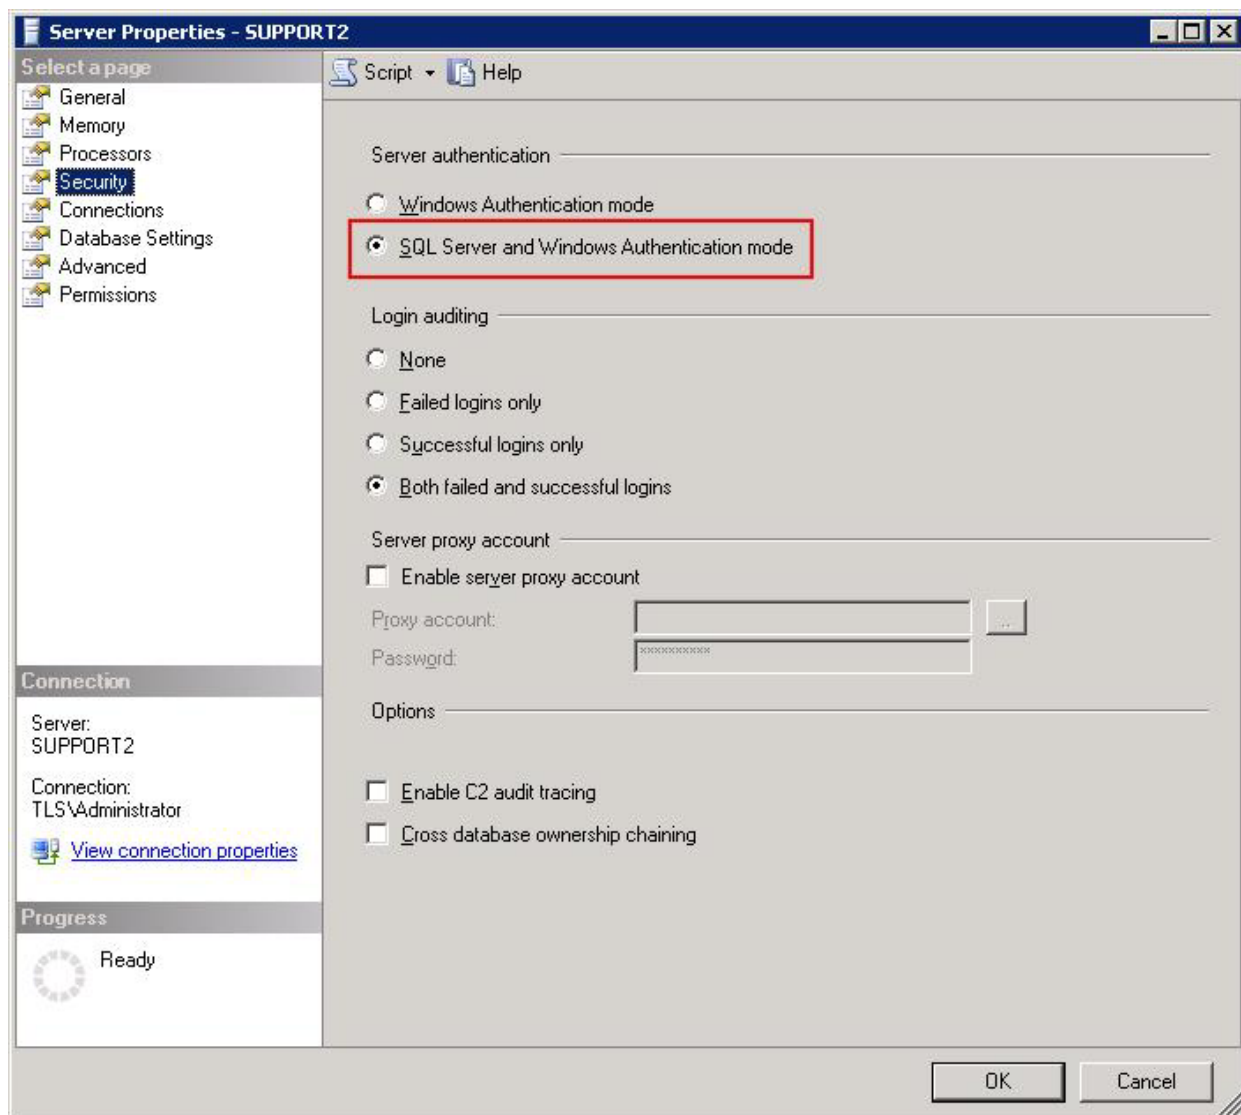 Server Properties - SUPPORT2
Select a page
General
Memory
Processors
Security
Connections
Database Settings
Advanced
Permissions
Script
Help
Server authentication
Windows Authentication mode
SQL Server and Windows Authentication mode
Login auditing
None
Failed logins only
Successful logins only
Both failed and successful logins
Server proxy account
Enable server proxy account
Proxy account:
..
Password:
**********
Options
Enable C2 audit tracing
Cross database ownership chaining
Connection
Server:
SUPPORT2
Connection:
TLS\Administrator
View connection properties
Progress
Ready
OK
Cancel